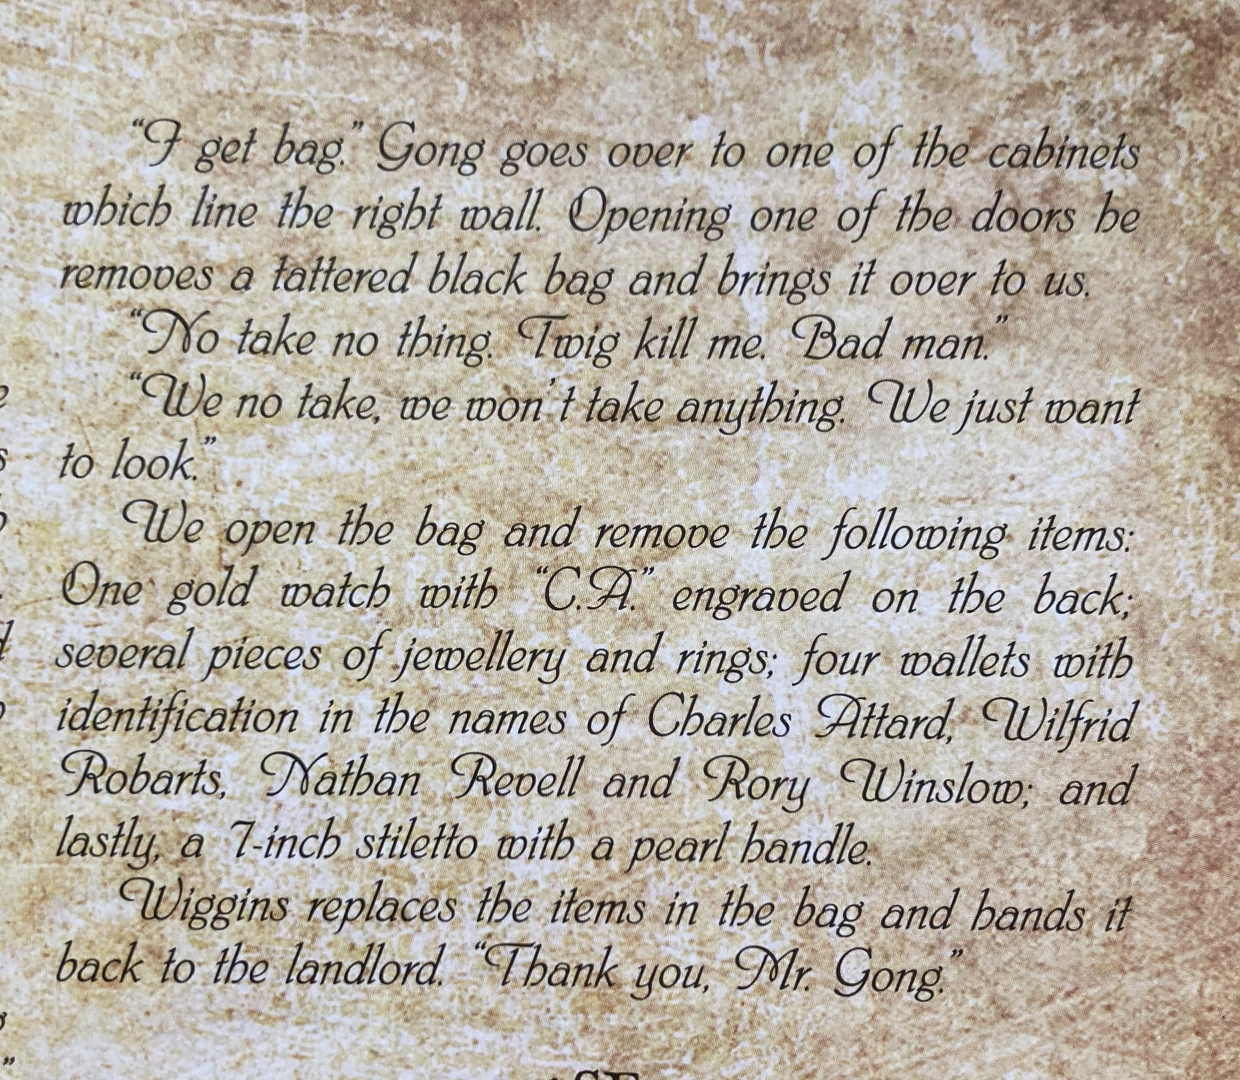 “I get bag.” Gong goes over to one of the cabinets
which line the right wall. Opening one of the doors he
removes a tattered black bag and brings it over to us.
“No take no thing. Twig kill me. Bad man.”
“We no take, we won't take anything. We just want
to look.”
We open the bag and remove the following items:
One gold watch with “C.A.” engraved on the back;
several pieces of jewellery and rings; four wallets with
identification in the names of Charles Attard, Wilfrid
Robarts, Nathan Revell and Rory Winslow; and
lastly, a 7-inch stiletto with a pearl handle.
Wiggins replaces the items in the bag and hands it
back to the landlord. “Thank you, Mr. Gong.”